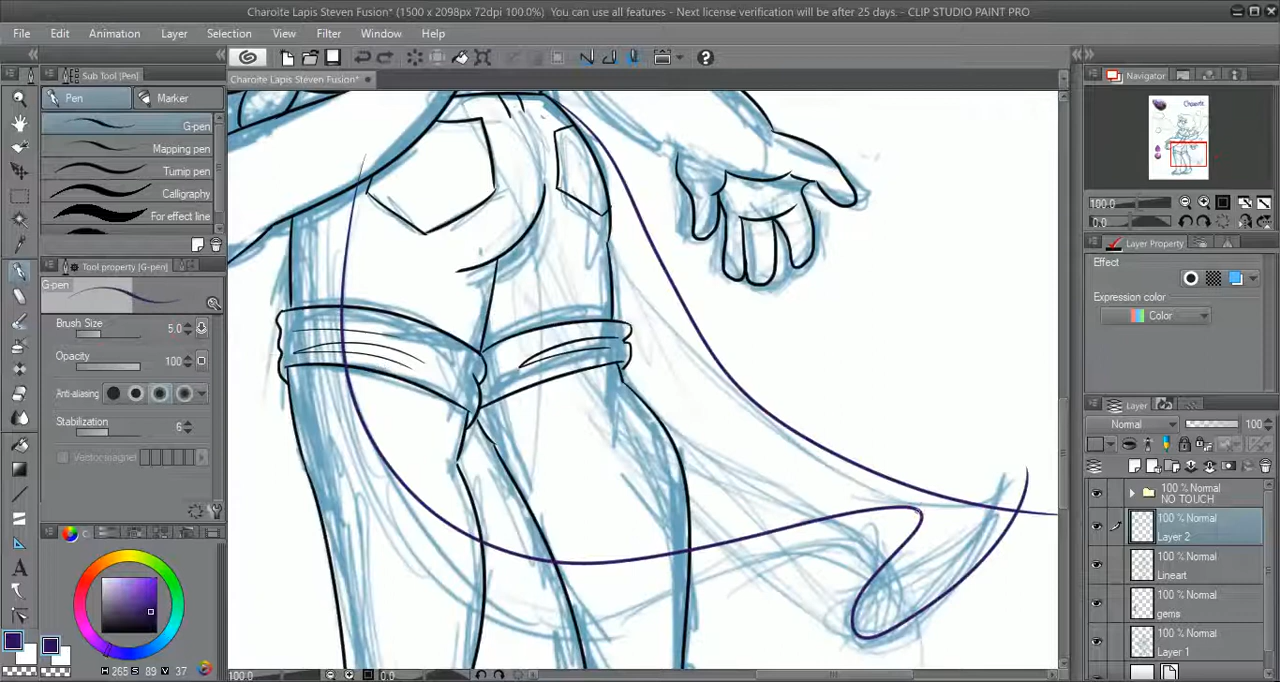 Charoite Lapis Steven Fusion* (1500 x 2098px 72dpi 100.0%)  You can use all features - Next license verification will be after 25 days. - CLIP STUDIO PAINT PRO
File Edit Animation Layer Selection View Filter Window Help
Sub Tool [Pen]
Charoite Lapis Steven Fusion*
Navigator
Pen Marker
G-pen
Mapping pen
Turnip pen
Calligraphy
For effect line
100.0
0.0
Layer Property
Effect
Expression color
Color
Tool property [G-pen]
G-pen
Brush Size 5.0
Opacity 100
Anti-aliasing
Stabilization 6
Vector magnet
Layer
Normal 100
100 % Normal
NO TOUCH
100 % Normal
Layer 2
100 % Normal
Lineart
100 % Normal
gems
100 % Normal
Layer 1
C
H 265 S 89 V 37
100.0 0.0